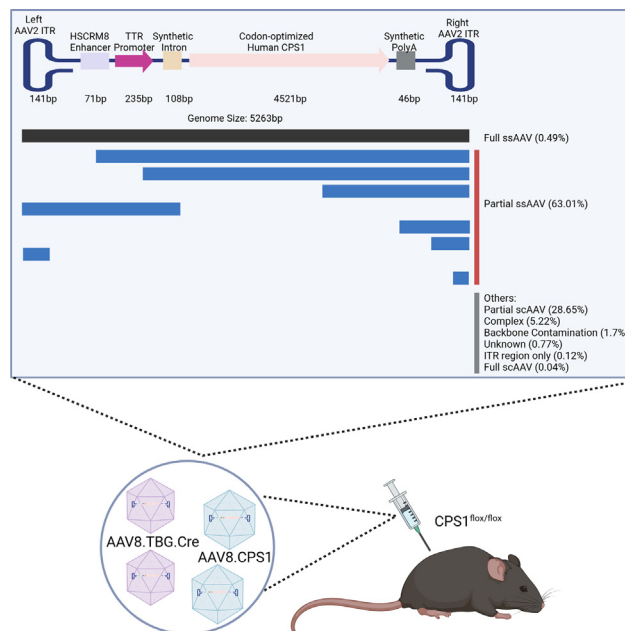 Left
AAV2 ITR
HSCRM8
Enhancer
TTR
Promoter
Synthetic
Intron
Codon-optimized
Human CPS1
Synthetic
PolyA
Right
AAV2 ITR
141bp
71bp
235bp
108bp
4521bp
46bp
141bp
Genome Size: 5263bp
Full ssAAV (0.49%)
Partial ssAAV (63.01%)
Others:
Partial scAAV (28.65%)
Complex (5.22%)
Backbone Contamination (1.7%
Unknown (0.77%)
ITR region only (0.12%)
Full scAAV (0.04%)
AAV8.TBG.Cre
AAV8.CPS1
CPS1flox/flox